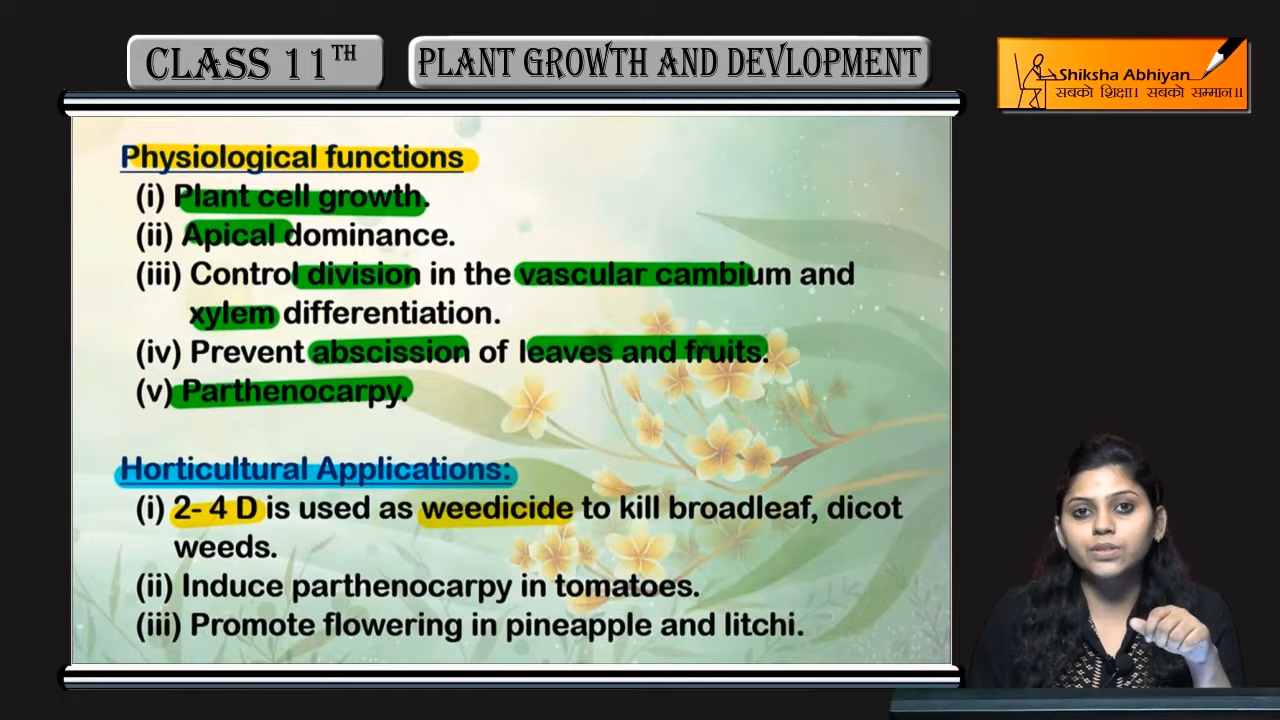 CLASS 11TH
PLANT GROWTH AND DEVLOPMENT
Shiksha Abhiyan
सबको शिक्षा। सबको सम्मान॥
Physiological functions
(i) Plant cell growth.
(ii) Apical dominance.
(iii) Control division in the vascular cambium and
xylem differentiation.
(iv) Prevent abscission of leaves and fruits.
(v) Parthenocarpy.
Horticultural Applications:
(i) 2- 4 D is used as weedicide to kill broadleaf, dicot
weeds.
(ii) Induce parthenocarpy in tomatoes.
(iii) Promote flowering in pineapple and litchi.